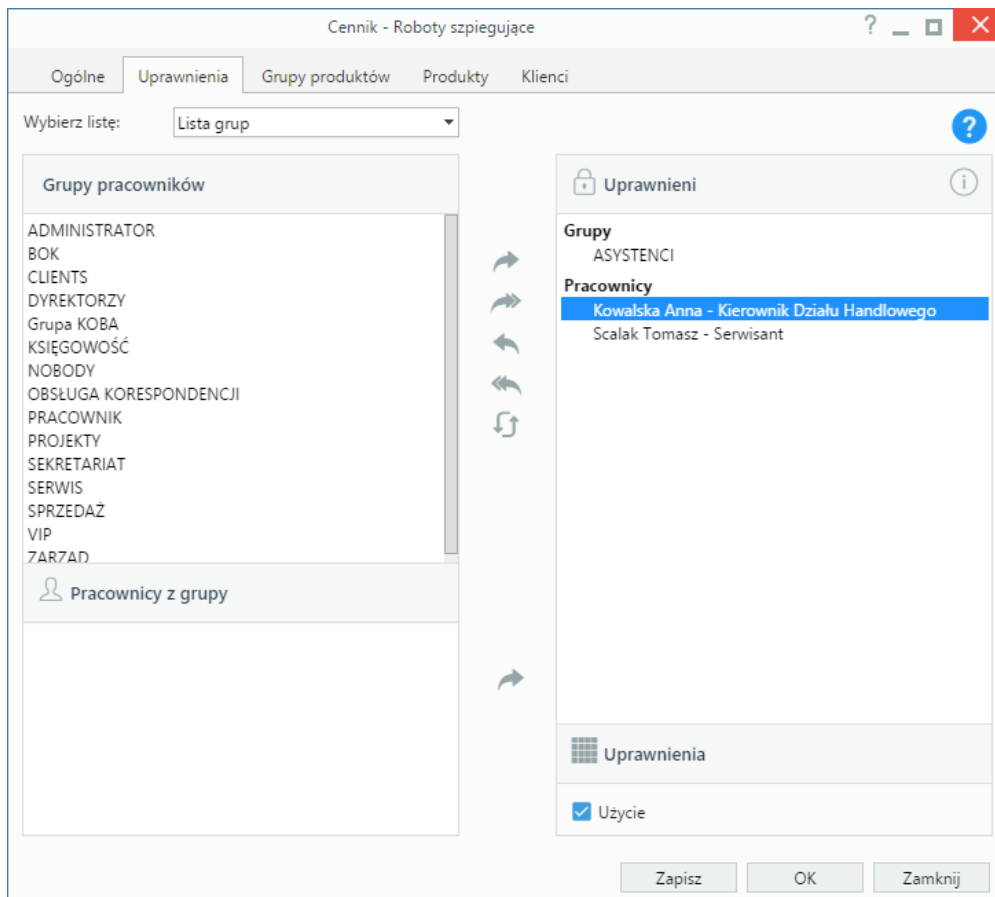 Cennik - Roboty szpiegujące
Ogólne Uprawnienia Grupy produktów Produkty Klienci
Wybierz listę: Lista grup
Grupy pracowników
ADMINISTRATOR
BOK
CLIENTS
DYREKTORZY
Grupa KOBA
KSIĘGOWOŚĆ
NOBODY
OBSŁUGA KORESPONDENCJI
PRACOWNIK
PROJEKTY
SEKRETARIAT
SERWIS
SPRZEDAŻ
VIP
ZARZAD
Pracownicy z grupy
Uprawnieni
Grupy
ASYSTENCI
Pracownicy
Kowalska Anna - Kierownik Działu Handlowego
Scalak Tomasz - Serwisant
Uprawnienia
Użycie
Zapisz OK Zamknij